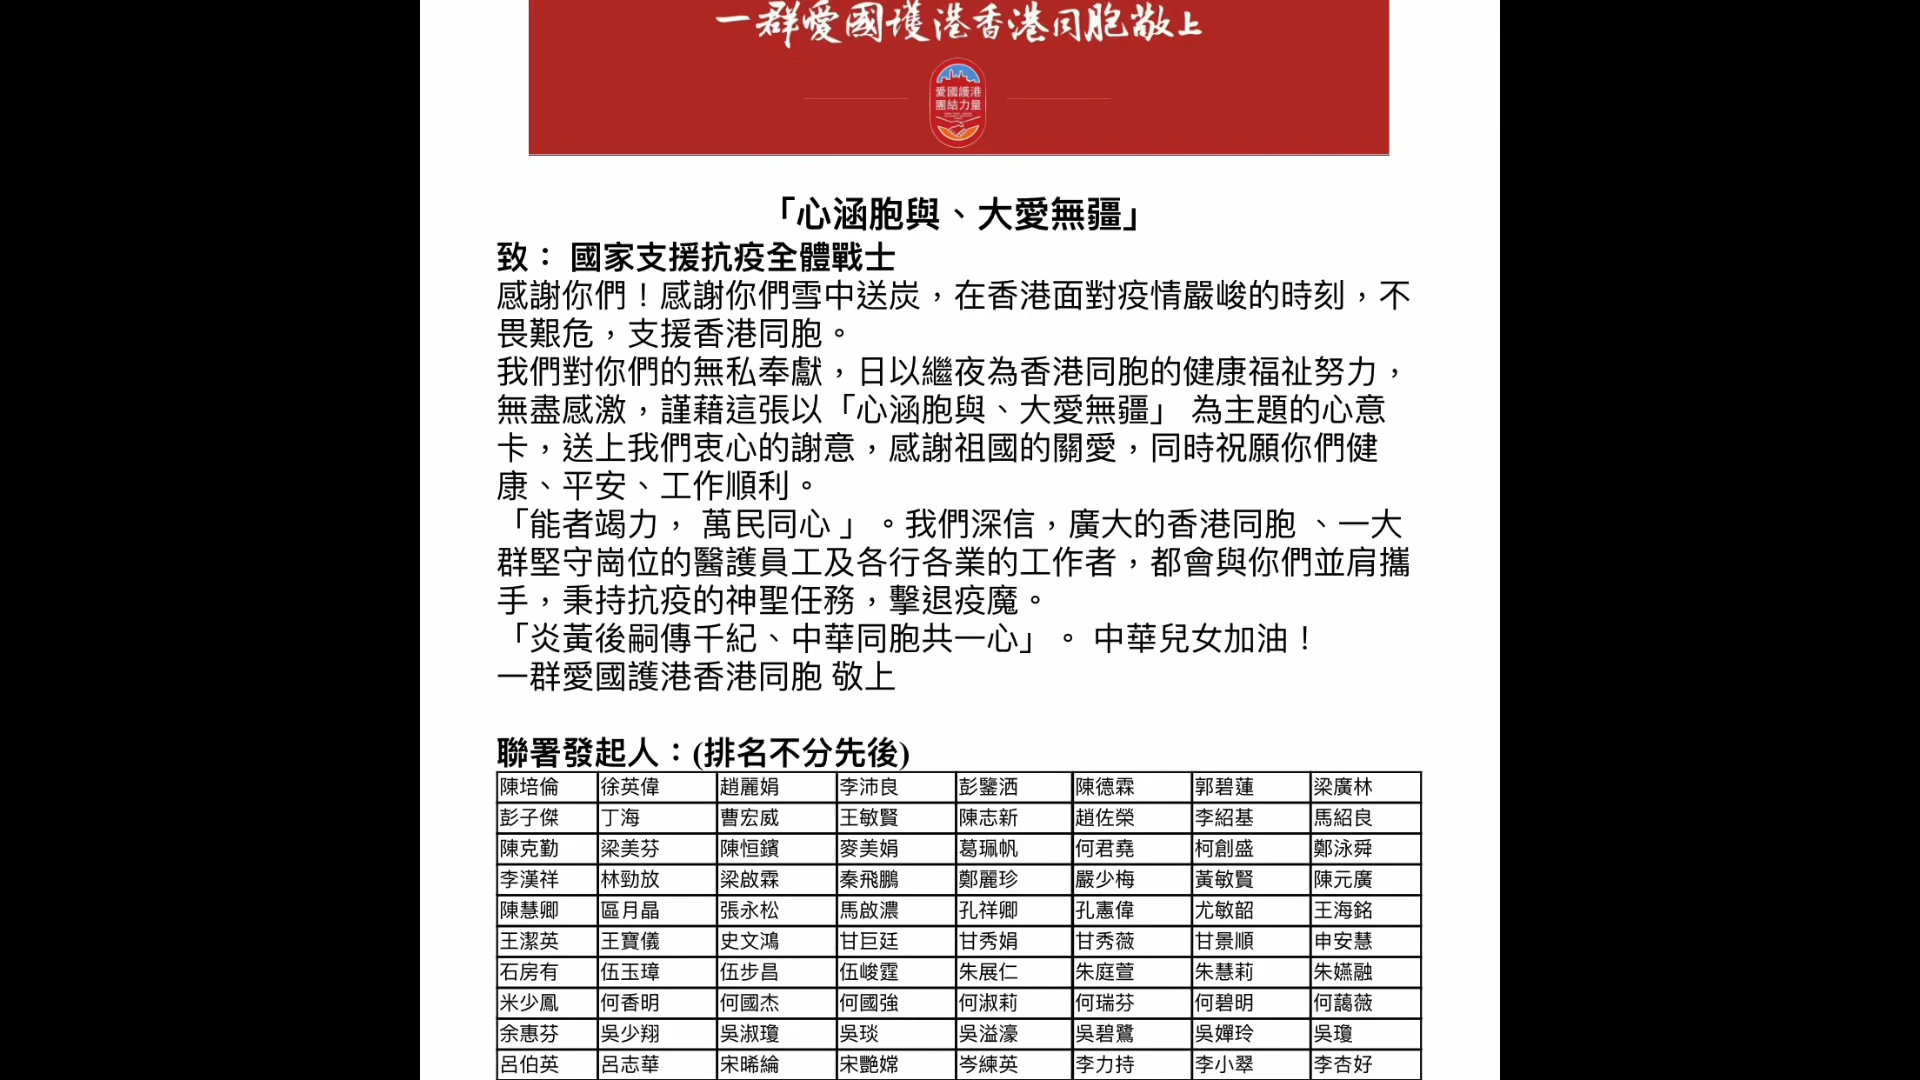 一群愛國護港香港同胞敬上
愛國護港
團結力量
「心涵胞與、大愛無疆」
致： 國家支援抗疫全體戰士
感謝你們！感謝你們雪中送炭，在香港面對疫情嚴峻的時刻，不
畏艱危，支援香港同胞。
我們對你們的無私奉獻，日以繼夜為香港同胞的健康福祉努力，
無盡感激，謹藉這張以「心涵胞與、大愛無疆」 為主題的心意
卡，送上我們衷心的謝意，感謝祖國的關愛，同時祝願你們健
康、平安、工作順利。
「能者竭力， 萬民同心 」。我們深信，廣大的香港同胞 、一大
群堅守崗位的醫護員工及各行各業的工作者，都會與你們並肩攜
手，秉持抗疫的神聖任務，擊退疫魔。
「炎黃後嗣傳千紀、中華同胞共一心」 。 中華兒女加油！
一群愛國護港香港同胞 敬上
聯署發起人：(排名不分先後)
陳培倫 徐英偉 趙麗娟 李沛良 彭鑒洒 陳德霖 郭碧蓮 梁廣林
彭子傑 丁海 曹宏威 王敏賢 陳志新 趙佐榮 李紹基 馬紹良
陳克勤 梁美芬 陳恒鑌 麥美娟 葛珮帆 何君堯 柯創盛 鄭泳舜
李漢祥 林勁放 梁啟霖 秦飛鵬 鄭麗珍 嚴少梅 黃敏賢 陳元廣
陳慧卿 區月晶 張永松 馬啟濃 孔祥卿 孔憲偉 尤敏韶 王海銘
王潔英 王寶儀 史文鴻 甘巨廷 甘秀娟 甘秀薇 甘景順 申安慧
石房有 伍玉璋 伍步昌 伍峻霆 朱展仁 朱庭萱 朱慧莉 朱嬿融
米少鳳 何香明 何國杰 何國強 何淑莉 何瑞芬 何碧明 何藹薇
余惠芬 吳少翔 吳淑瓊 吳琰 吳溢濠 吳碧鷺 吳嬋玲 吳瓊
呂伯英 呂志華 宋晞綸 宋艷嫦 岑練英 李力持 李小翠 李杏好